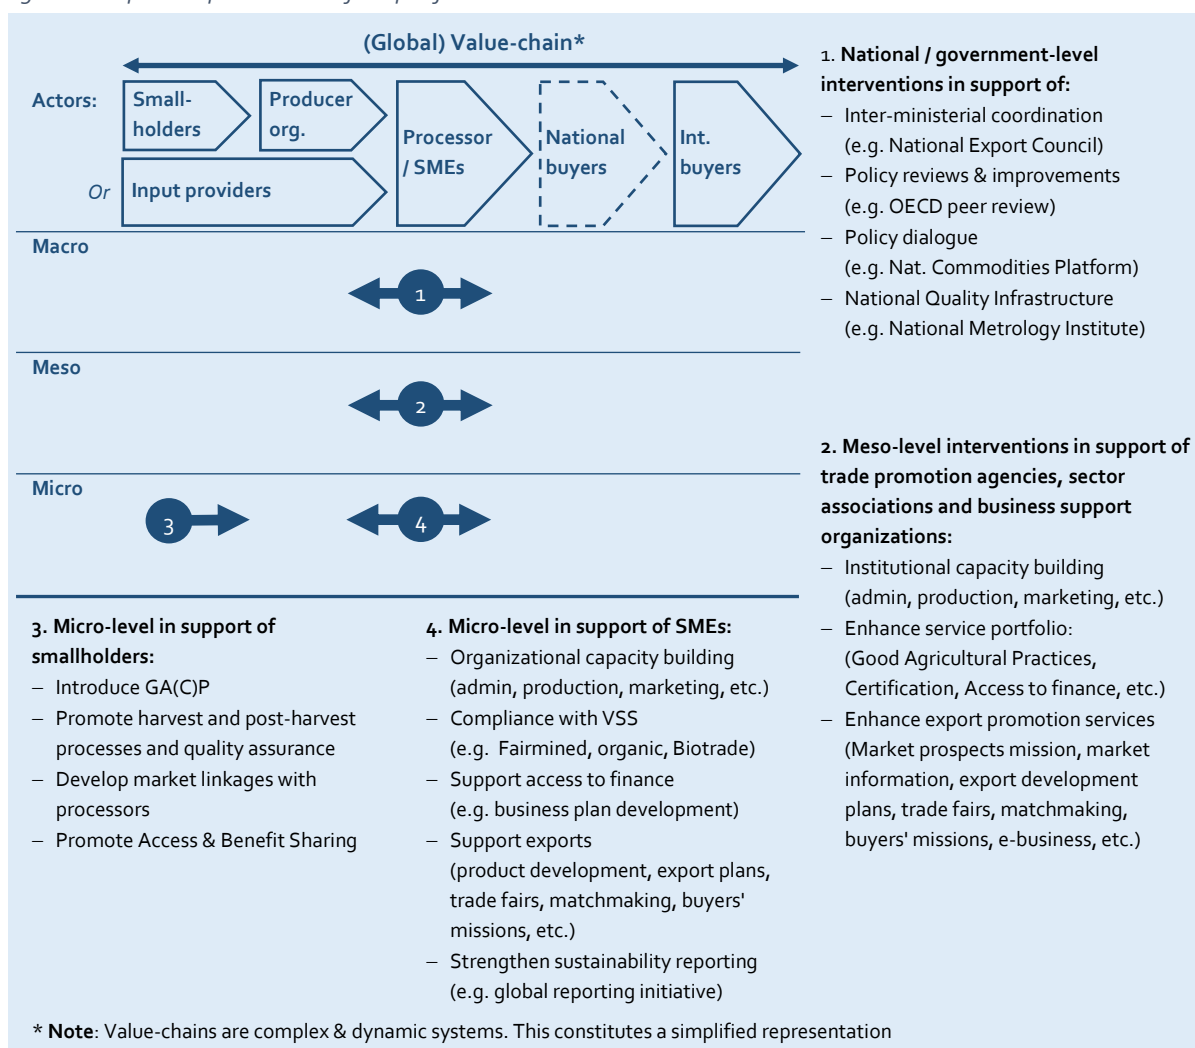 (Global) Value-chain*
Actors:
Small-
holders
Producer
org.
Processor
/ SMEs
National
buyers
Int.
buyers
Or
Input providers
Macro
1
Meso
2
Micro
3
4
1. National / government-level
interventions in support of:
– Inter-ministerial coordination
(e.g. National Export Council)
– Policy reviews & improvements
(e.g. OECD peer review)
– Policy dialogue
(e.g. Nat. Commodities Platform)
– National Quality Infrastructure
(e.g. National Metrology Institute)
2. Meso-level interventions in support of
trade promotion agencies, sector
associations and business support
organizations:
– Institutional capacity building
(admin, production, marketing, etc.)
– Enhance service portfolio:
(Good Agricultural Practices,
Certification, Access to finance, etc.)
– Enhance export promotion services
(Market prospects mission, market
information, export development
plans, trade fairs, matchmaking,
buyers' missions, e-business, etc.)
3. Micro-level in support of
smallholders:
– Introduce GA(C)P
– Promote harvest and post-harvest
processes and quality assurance
– Develop market linkages with
processors
– Promote Access & Benefit Sharing
4. Micro-level in support of SMEs:
– Organizational capacity building
(admin, production, marketing, etc.)
– Compliance with VSS
(e.g. Fairmined, organic, Biotrade)
– Support access to finance
(e.g. business plan development)
– Support exports
(product development, export plans,
trade fairs, matchmaking, buyers'
missions, etc.)
– Strengthen sustainability reporting
(e.g. global reporting initiative)
* Note: Value-chains are complex & dynamic systems. This constitutes a simplified representation